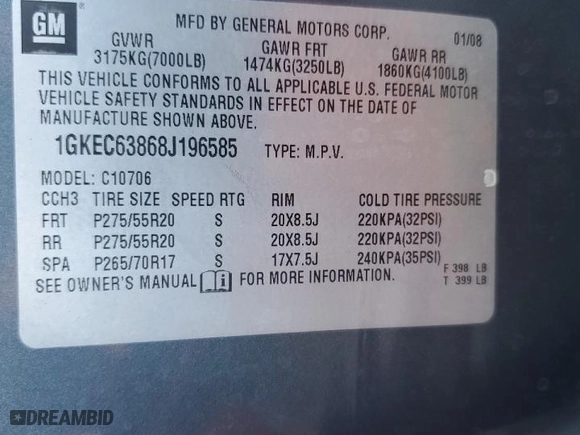 GM
MFD BY GENERAL MOTORS CORP. 01/08
GVWR GAWR FRT GAWR RR
3175KG(7000LB) 1474KG(3250LB) 1860KG(4100LB)
THIS VEHICLE CONFORMS TO ALL APPLICABLE U.S. FEDERAL MOTOR
VEHICLE SAFETY STANDARDS IN EFFECT ON THE DATE OF
MANUFACTURE SHOWN ABOVE.
1GKEC63868J196585 TYPE: M.P.V.
MODEL: C10706
CCH3 TIRE SIZE SPEED RTG RIM COLD TIRE PRESSURE
FRT P275/55R20 S 20X8.5J 220KPA(32PSI)
RR P275/55R20 S 20X8.5J 220KPA(32PSI)
SPA P265/70R17 S 17X7.5J 240KPA(35PSI)
F 398 LB
SEE OWNER'S MANUAL FOR MORE INFORMATION.
T 399 LB
DREAMBID